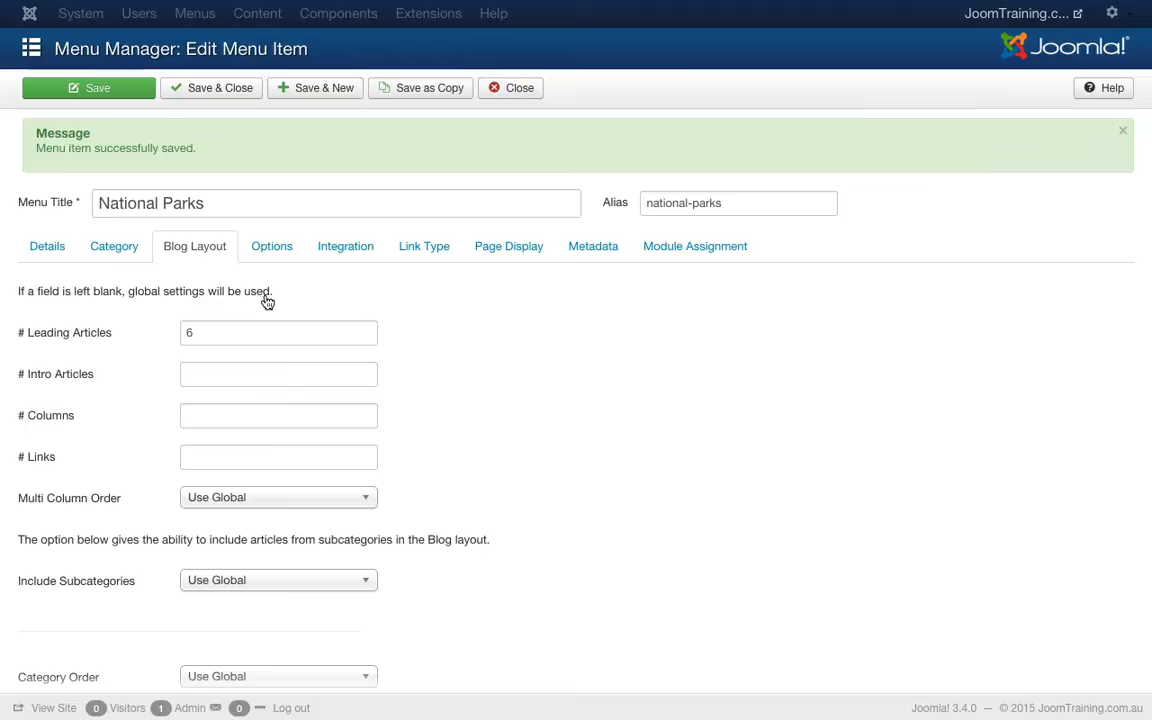 System Users Menus Content Components Extensions Help JoomTraining.c...
Menu Manager: Edit Menu Item Joomla!
Save Save & Close Save & New Save as Copy Close Help
Message ×
Menu item successfully saved.
Menu Title * National Parks Alias national-parks
Details Category Blog Layout Options Integration Link Type Page Display Metadata Module Assignment
If a field is left blank, global settings will be used.
# Leading Articles 6
# Intro Articles
# Columns
# Links
Multi Column Order Use Global
The option below gives the ability to include articles from subcategories in the Blog layout.
Include Subcategories Use Global
Category Order Use Global
View Site 0 Visitors 1 Admin 0 Log out Joomla! 3.4.0 — © 2015 JoomTraining.com.au